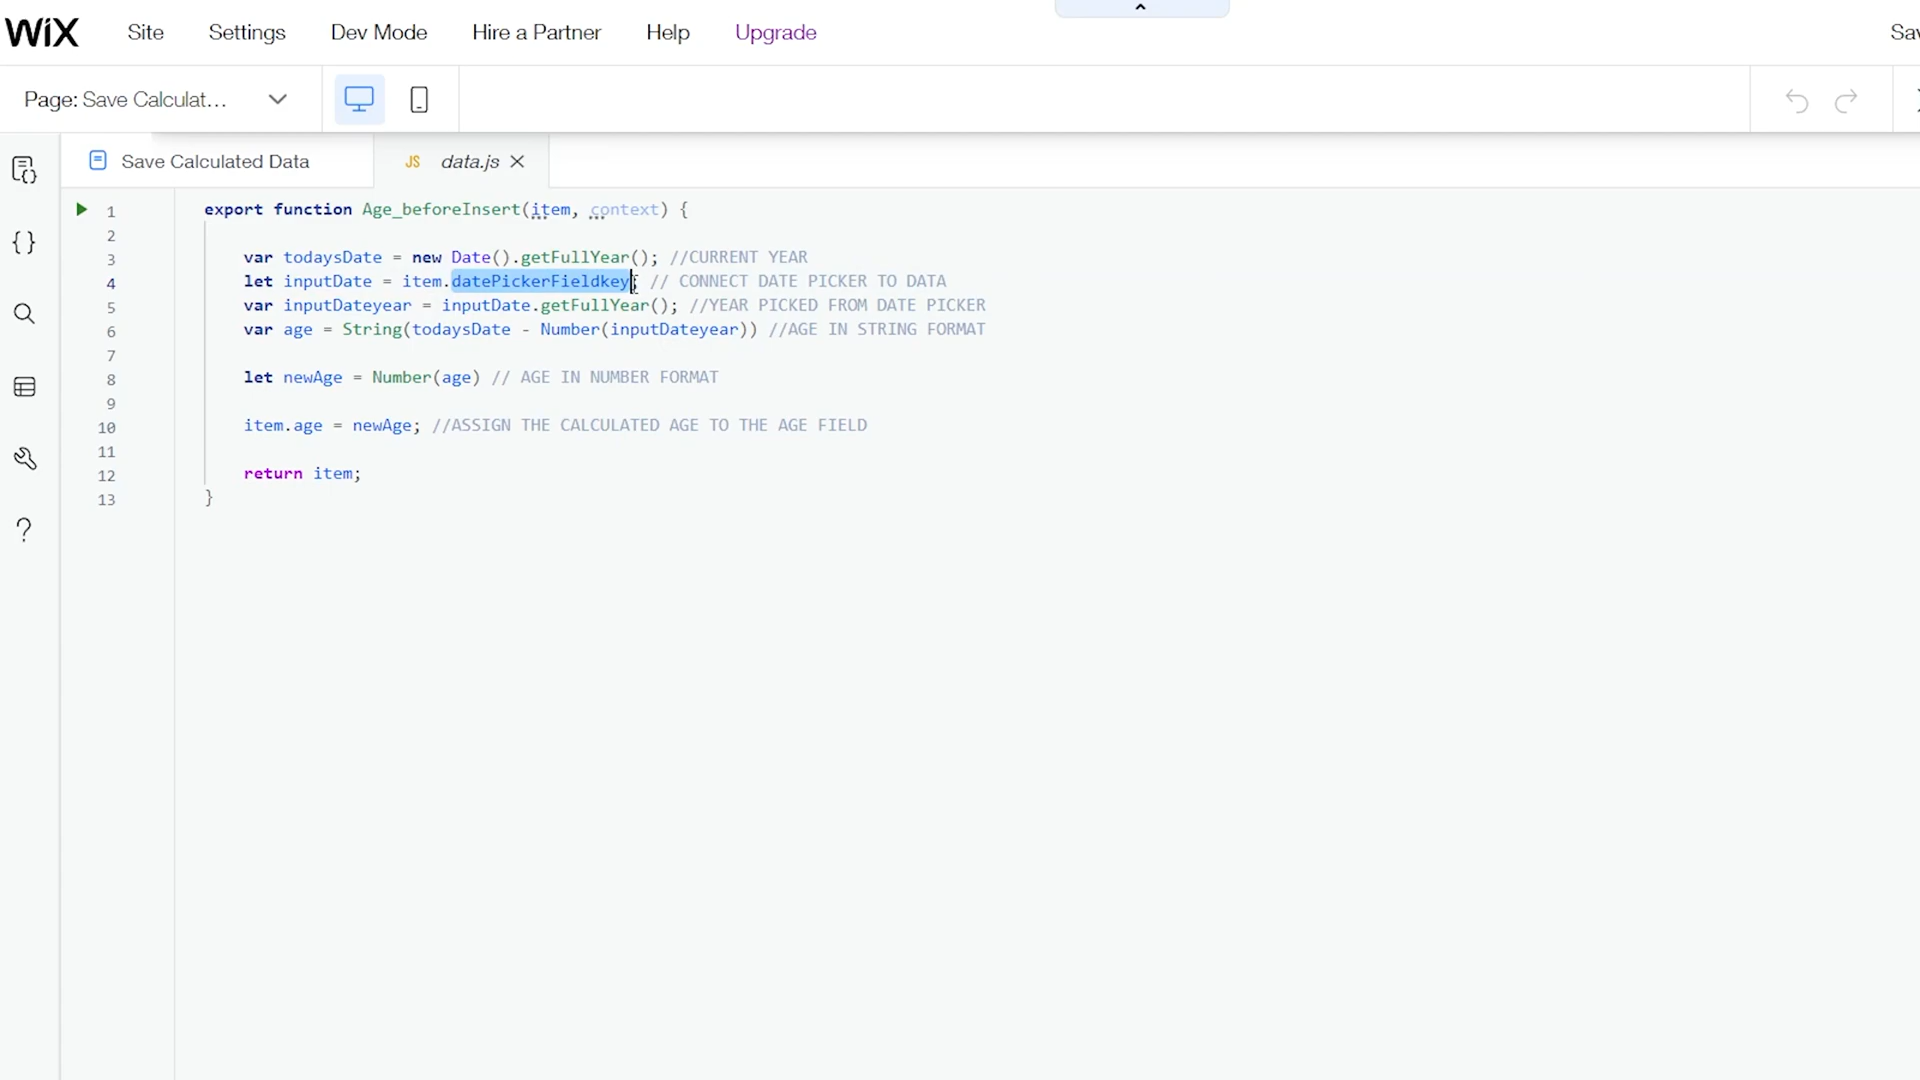 WiX Site Settings Dev Mode Hire a Partner Help Upgrade
Page: Save Calculat...
Save Calculated Data JS data.js
1 export function Age_beforeInsert(item, context) {
2
3 var todaysDate = new Date().getFullYear(); //CURRENT YEAR
4 let inputDate = item.datePickerFieldkey; // CONNECT DATE PICKER TO DATA
5 var inputDateyear = inputDate.getFullYear(); //YEAR PICKED FROM DATE PICKER
6 var age = String(todaysDate - Number(inputDateyear)) //AGE IN STRING FORMAT
7
8 let newAge = Number(age) // AGE IN NUMBER FORMAT
9
10 item.age = newAge; //ASSIGN THE CALCULATED AGE TO THE AGE FIELD
11
12 return item;
13 }